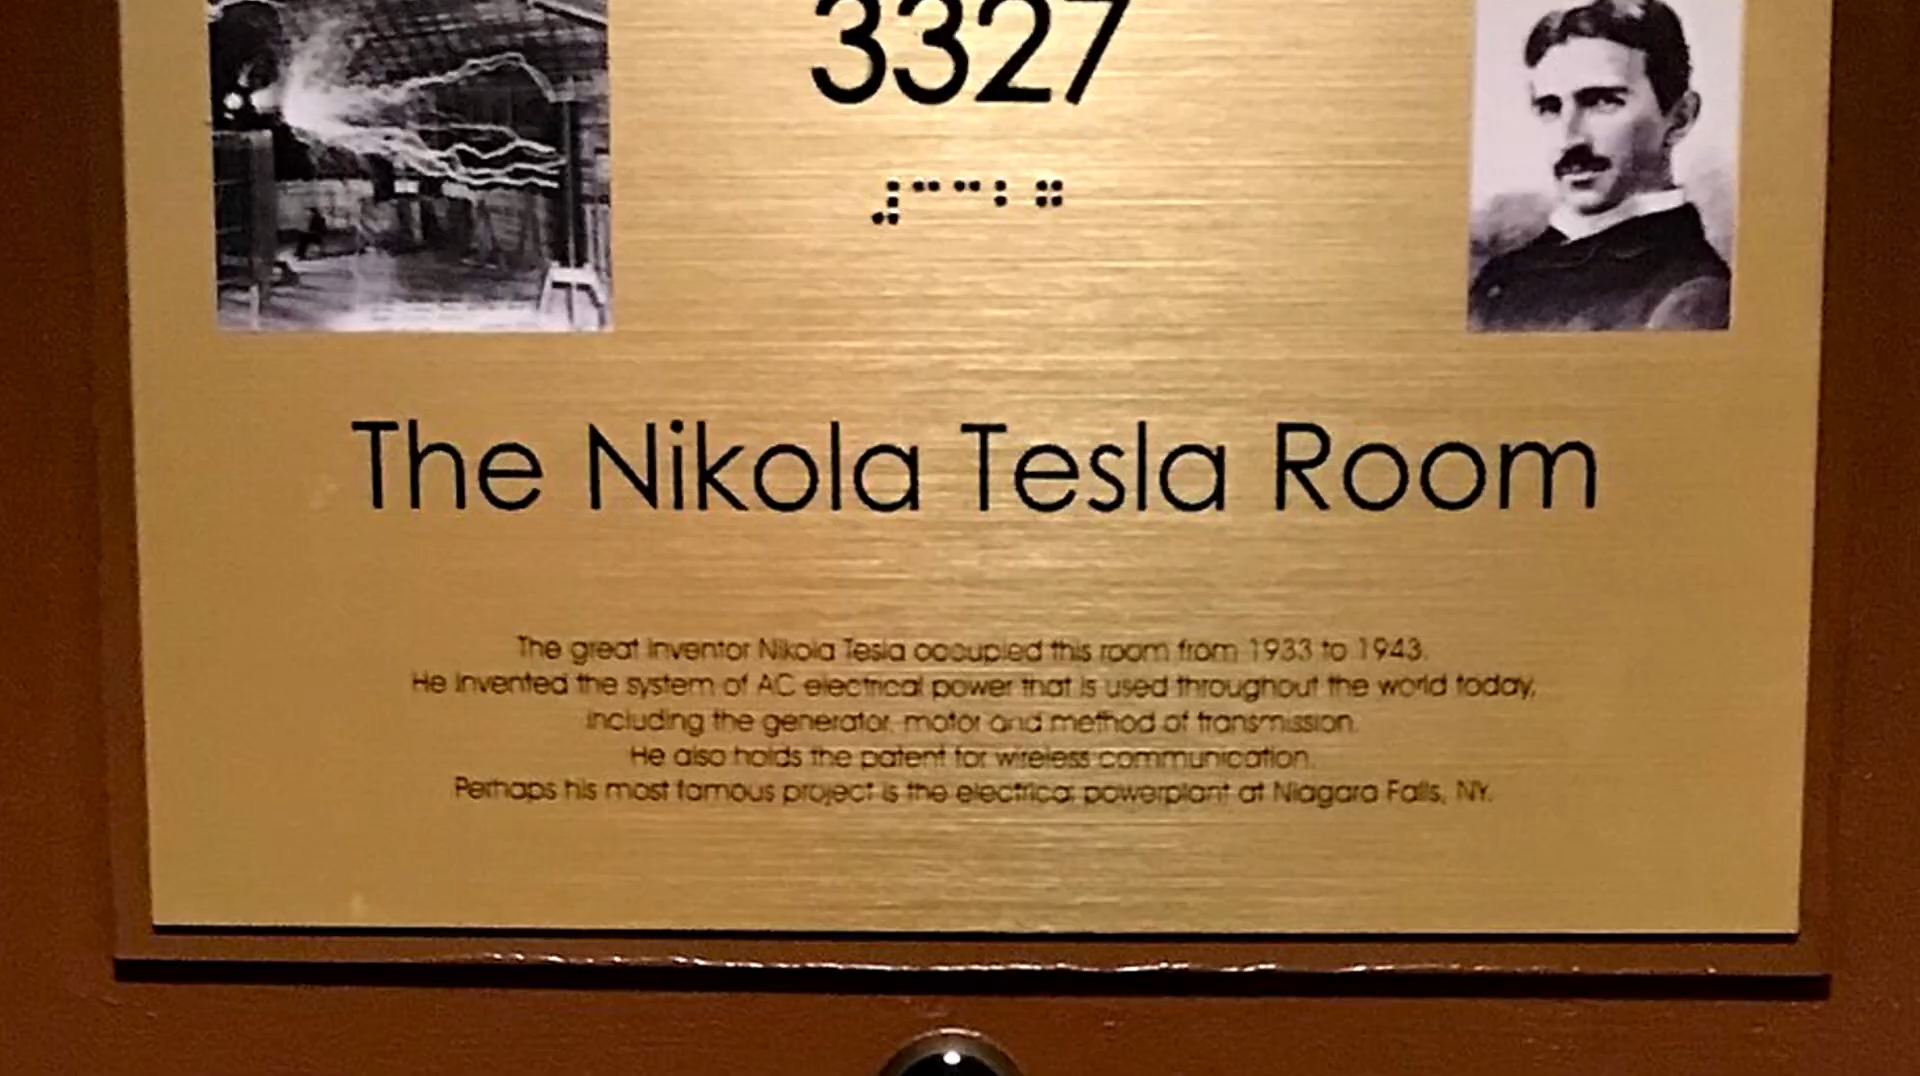 3327
⠼⠉⠉⠃⠛
The Nikola Tesla Room
The great inventor Nikola Tesla occupied this room from 1933 to 1943.
He invented the system of AC electrical power that is used throughout the world today,
including the generator, motor and method of transmission.
He also holds the patent for wireless communication.
Perhaps his most famous project is the electrical powerplant at Niagara Falls, NY.